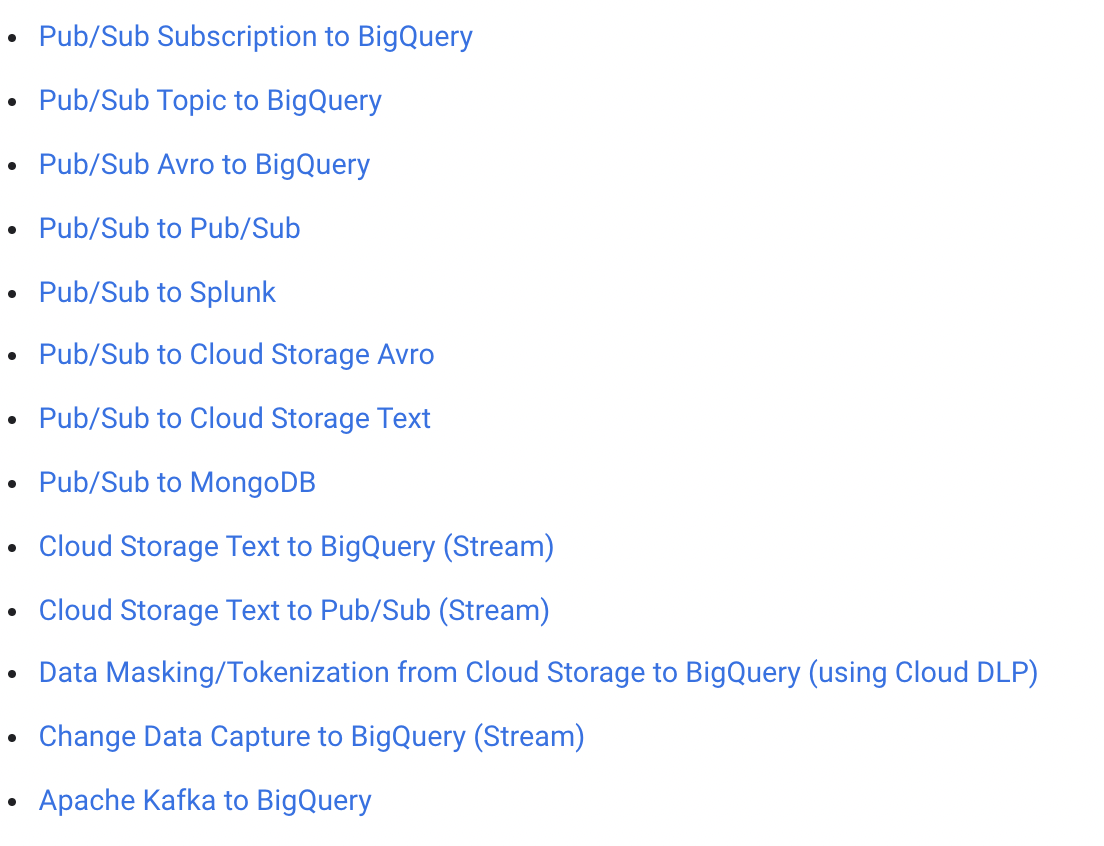 Pub/Sub Subscription to BigQuery
Pub/Sub Topic to BigQuery
Pub/Sub Avro to BigQuery
Pub/Sub to Pub/Sub
Pub/Sub to Splunk
Pub/Sub to Cloud Storage Avro
Pub/Sub to Cloud Storage Text
Pub/Sub to MongoDB
Cloud Storage Text to BigQuery (Stream)
Cloud Storage Text to Pub/Sub (Stream)
Data Masking/Tokenization from Cloud Storage to BigQuery (using Cloud DLP)
Change Data Capture to BigQuery (Stream)
Apache Kafka to BigQuery